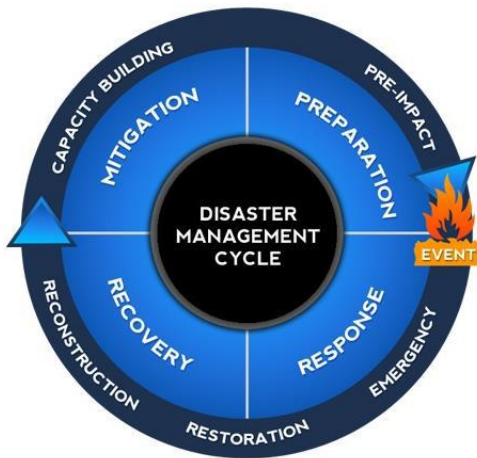 CAPACITY BUILDING
PRE-IMPACT
MITIGATION
PREPARATION
DISASTER
MANAGEMENT
CYCLE
EVENT
RECOVERY
RESPONSE
RECONSTRUCTION
EMERGENCY
RESTORATION